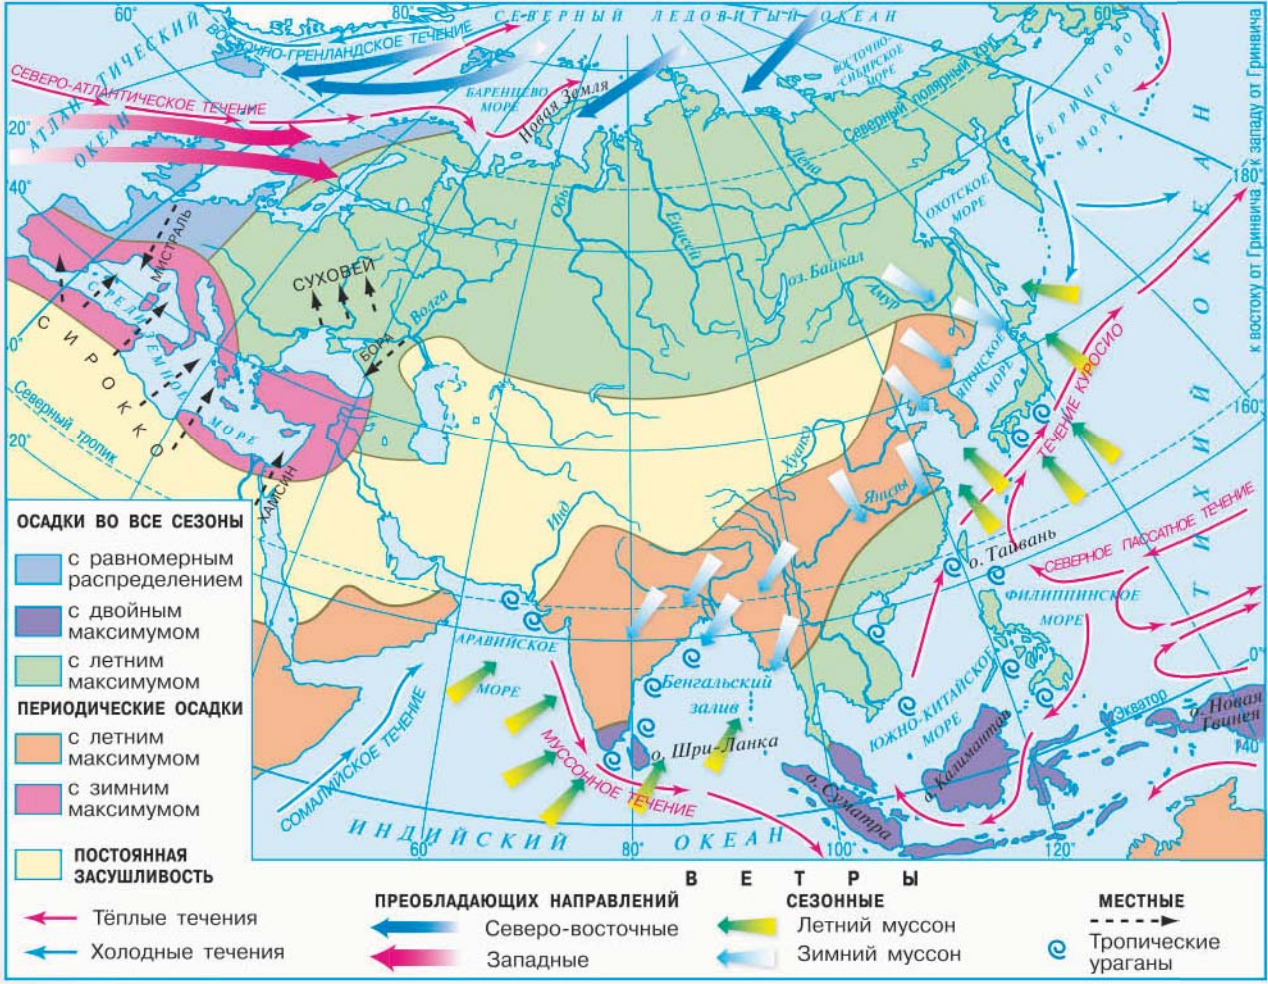 СЕВЕРНЫЙ ЛЕДОВИТЫЙ ОКЕАН
80°
60°
ВОСТОЧНО-ГРЕНЛАНДСКОЕ ТЕЧЕНИЕ
АТЛАНТИЧЕСКИЙ
ОКЕАН
СЕВЕРО-АТЛАНТИЧЕСКОЕ ТЕЧЕНИЕ
БАРЕНЦЕВО
МОРЕ
Новая Земля
ВОСТОЧНО-
СИБИРСКОЕ
МОРЕ
Северный полярный круг
БЕРИНГОВО
МОРЕ
к востоку от Гринвича к западу от Гринвича
180°
20°
40°
0°
20°
160°
140°
Обь
Енисей
Лена
ОХОТСКОЕ
МОРЕ
оз. Байкал
Амур
МИСТРАЛЬ
СУХОВЕЙ
Волга
БОРА
СРЕДИЗЕМНОЕ
МОРЕ
СИРОККО
ХАМСИН
Северный тропик
ЯПОНСКОЕ
МОРЕ
ТЕЧЕНИЕ КУРОСИО
ТИХИЙ ОКЕАН
Хуанхэ
Янцзы
Инд
о. Тайвань
СЕВЕРНОЕ ПАССАТНОЕ ТЕЧЕНИЕ
ФИЛИППИНСКОЕ
МОРЕ
АРАВИЙСКОЕ
МОРЕ
Бенгальский
залив
о. Шри-Ланка
ЮЖНО-КИТАЙСКОЕ
МОРЕ
Экватор
0°
о. Новая
Гвинея
о. Калимантан
о. Суматра
СОМАЛИЙСКОЕ ТЕЧЕНИЕ
МУССОННОЕ ТЕЧЕНИЕ
ИНДИЙСКИЙ ОКЕАН
60°
80°
100°
120°
ОСАДКИ ВО ВСЕ СЕЗОНЫ
с равномерным
распределением
с двойным
максимумом
с летним
максимумом
ПЕРИОДИЧЕСКИЕ ОСАДКИ
с летним
максимумом
с зимним
максимумом
ПОСТОЯННАЯ
ЗАСУШЛИВОСТЬ
Тёплые течения
Холодные течения
ВЕТРЫ
ПРЕОБЛАДАЮЩИХ НАПРАВЛЕНИЙ
Северо-восточные
Западные
СЕЗОННЫЕ
Летний муссон
Зимний муссон
МЕСТНЫЕ
Тропические
ураганы